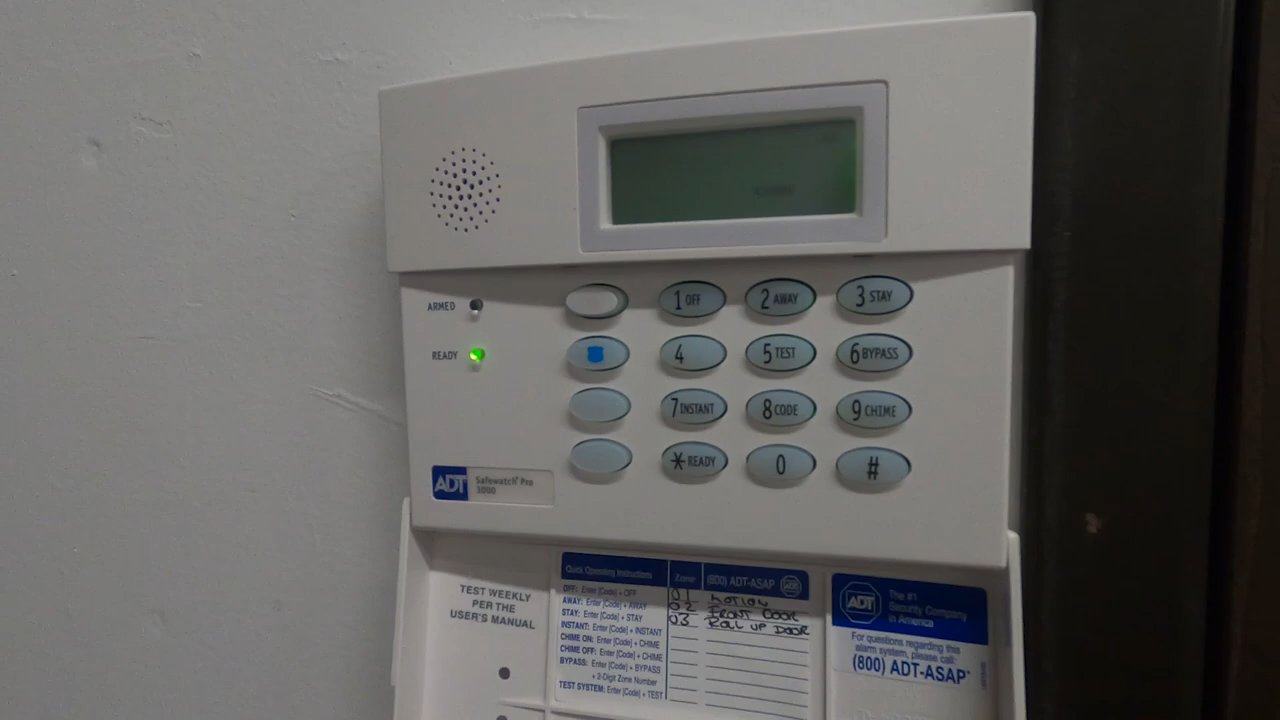 ARMED
READY
1 OFF
2 AWAY
3 STAY
4
5 TEST
6 BYPASS
7 INSTANT
8 CODE
9 CHIME
* READY
0
#
ADT
Safewatch® Pro
3000
TEST WEEKLY
PER THE
USER'S MANUAL
Quick Operating Instructions
OFF: Enter [Code] + OFF
AWAY: Enter [Code] + AWAY
STAY: Enter [Code] + STAY
INSTANT: Enter [Code] + INSTANT
CHIME ON: Enter [Code] + CHIME
CHIME OFF: Enter [Code] + CHIME
BYPASS: Enter [Code] + BYPASS
+ 2-Digit Zone Number
TEST SYSTEM: Enter [Code] + TEST
Zone (800) ADT-ASAP
01 MOTION
02 FRONT DOOR
03 ROLL UP DOOR
ADT
The #1
Security Company
in America
For questions regarding this
alarm system, please call:
(800) ADT-ASAP